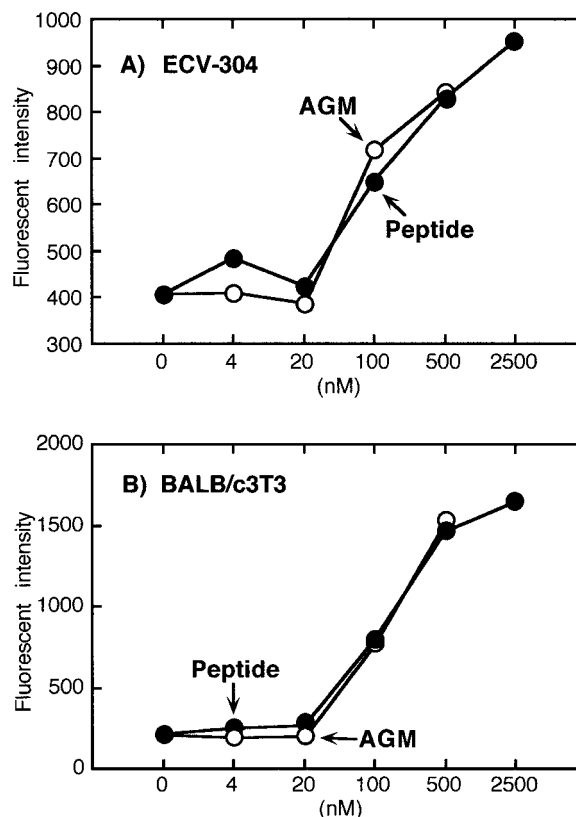 A) ECV-304
Fluorescent intensity
1000
900
800
700
600
500
400
300
AGM
Peptide
0 4 20 100 500 2500
(nM)
B) BALB/c3T3
Fluorescent intensity
2000
1500
1000
500
0
Peptide
AGM
0 4 20 100 500 2500
(nM)